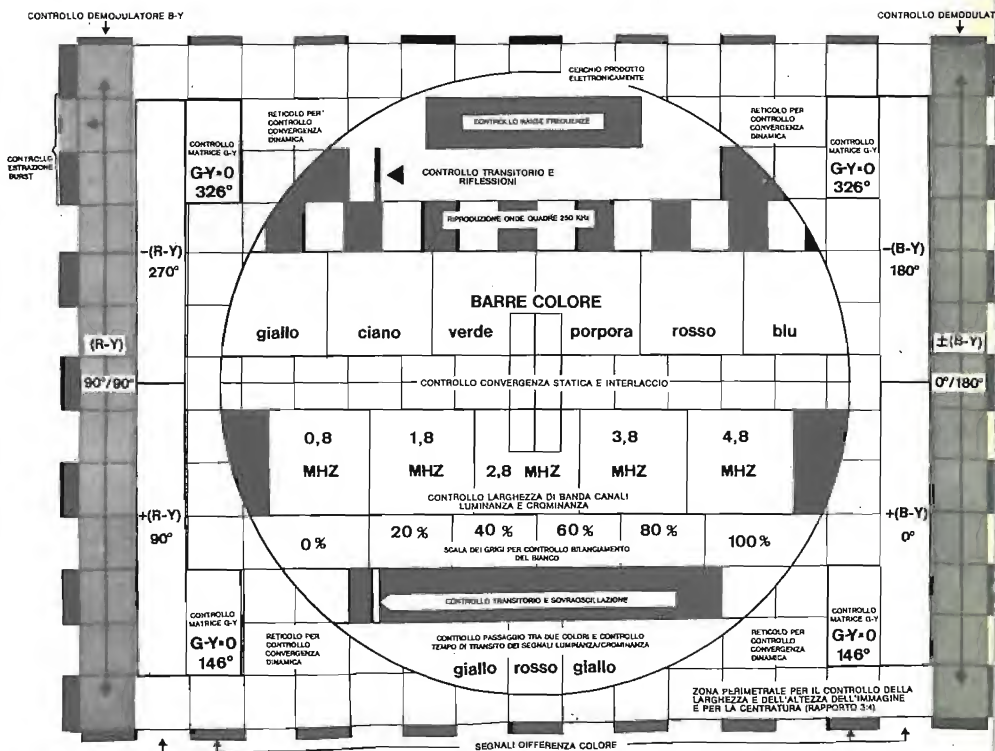 CONTROLLO DEMODULATORE B-Y
CONTROLLO DEMODULAT
CERCHIO PRODOTTO
ELETTRONICAMENTE
RETICOLO PER
CONTROLLO
CONVERGENZA
DINAMICA
CONTROLLO BASSE FREQUENZE
RETICOLO PER
CONTROLLO
CONVERGENZA
DINAMICA
CONTROLLO
MATRICE G-Y
G-Y=0
326°
CONTROLLO
MATRICE G-Y
G-Y=0
326°
CONTROLLO
ESTRAZIONE
BURST
CONTROLLO TRANSITORIO E
RIFLESSIONI
RIPRODUZIONE ONDE QUADRE 250 KHz
-(R-Y)
270°
-(B-Y)
180°
BARRE COLORE
giallo ciano verde porpora rosso blu
(R-Y)
90°/90°
±(B-Y)
0°/180°
CONTROLLO CONVERGENZA STATICA E INTERLACCIO
0,8
MHZ
1,8
MHZ
2,8 MHZ
3,8
MHZ
4,8
MHZ
CONTROLLO LARGHEZZA DI BANDA CANALI
LUMINANZA E CROMINANZA
+(R-Y)
90°
+(B-Y)
0°
0% 20% 40% 60% 80% 100%
SCALA DEI GRIGI PER CONTROLLO BILANCIAMENTO
DEL BIANCO
CONTROLLO TRANSITORIO E SOVRAOSCILLAZIONE
CONTROLLO
MATRICE G-Y
G-Y=0
146°
CONTROLLO
MATRICE G-Y
G-Y=0
146°
RETICOLO PER
CONTROLLO
CONVERGENZA
DINAMICA
CONTROLLO PASSAGGIO TRA DUE COLORI E CONTROLLO
TEMPO DI TRANSITO DEI SEGNALI LUMINANZA/CROMINANZA
RETICOLO PER
CONTROLLO
CONVERGENZA
DINAMICA
giallo rosso giallo
ZONA PERIMETRALE PER IL CONTROLLO DELLA
LARGHEZZA E DELL'ALTEZZA DELL'IMMAGINE
E PER LA CENTRATURA (RAPPORTO 3:4)
SEGNALI DIFFERENZA COLORE